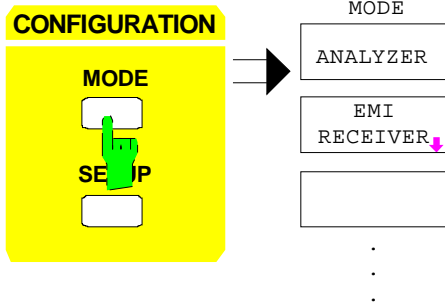 CONFIGURATION
MODE
SETUP
MODE
ANALYZER
EMI
RECEIVER
.
.
.